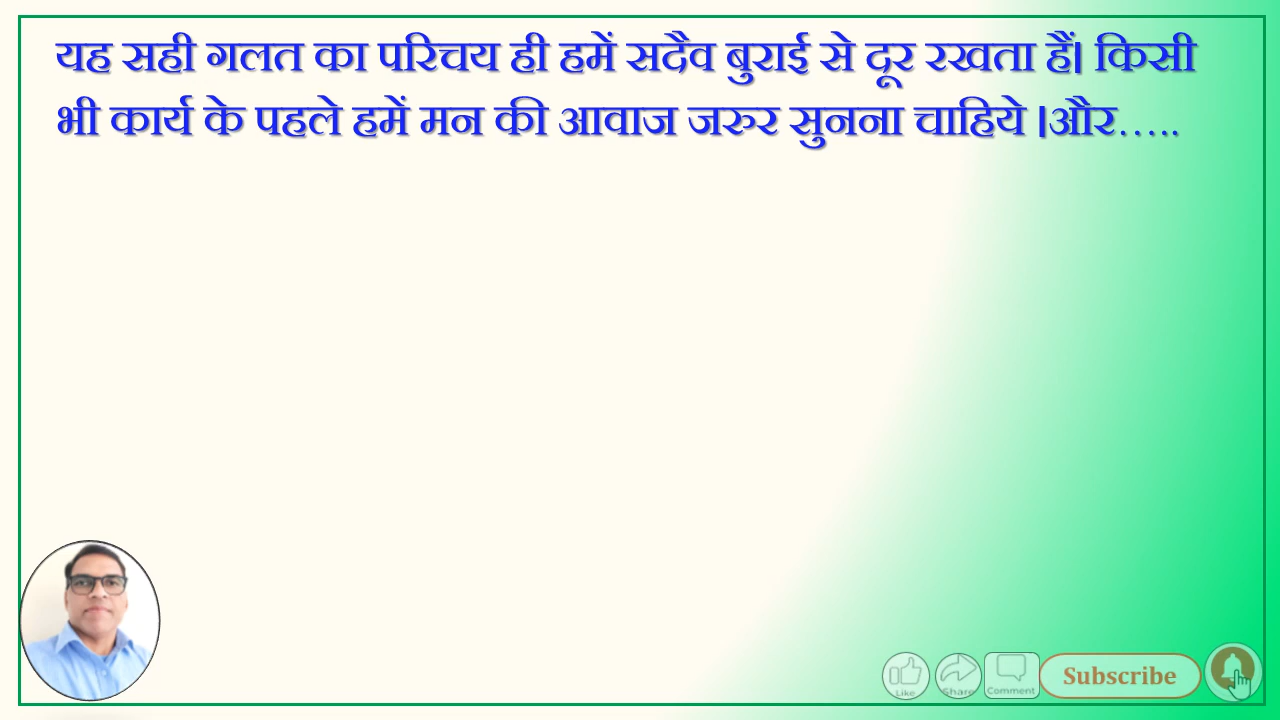 यह सही गलत का परिचय ही हमें सदैव बुराई से दूर रखता हैं। किसी
भी कार्य के पहले हमें मन की आवाज जरुर सुनना चाहिये ।और…..
Like
Share
Comment
Subscribe